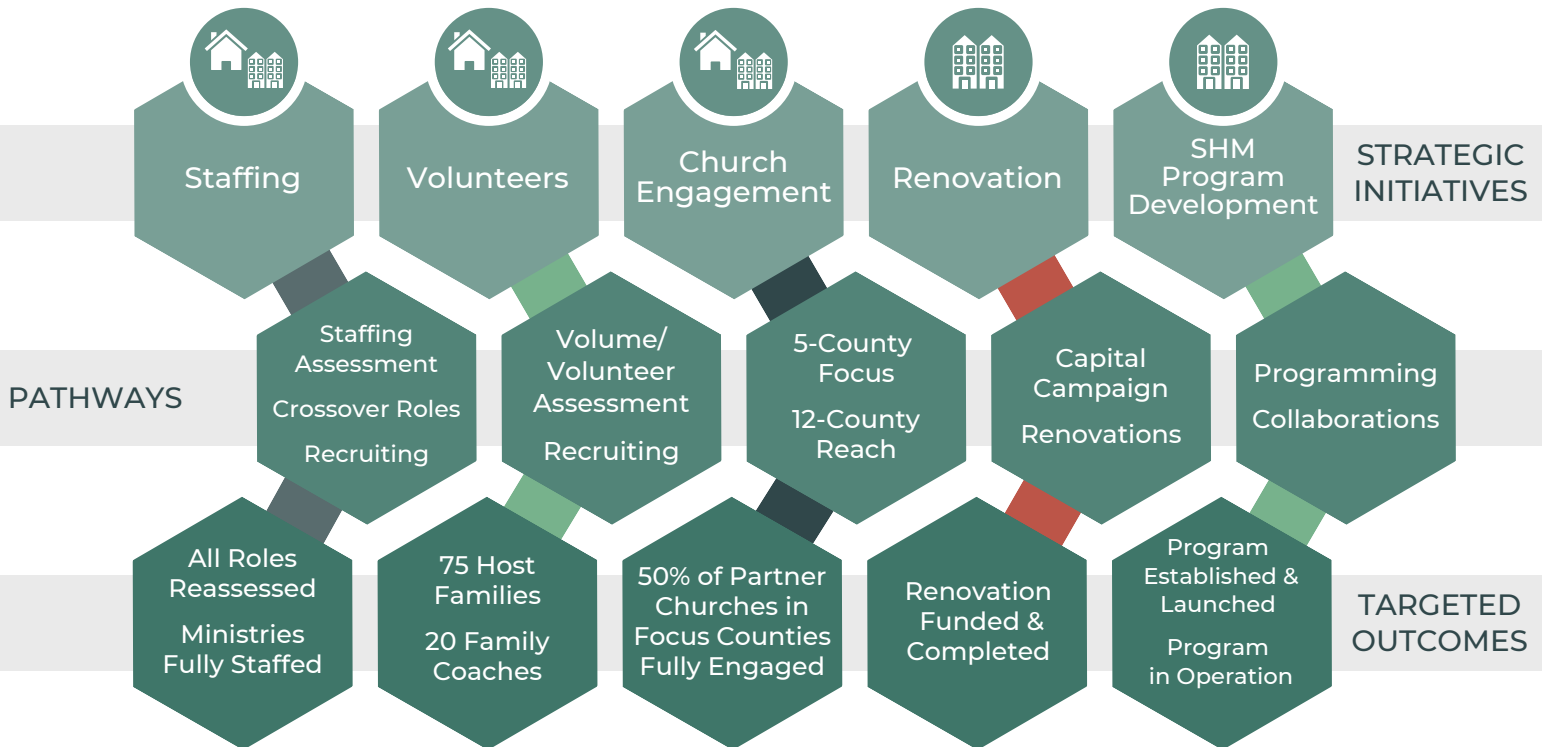 Staffing
Volunteers
Church
Engagement
Renovation
SHM
Program
Development
STRATEGIC
INITIATIVES
PATHWAYS
Staffing
Assessment
Crossover Roles
Recruiting
Volume/
Volunteer
Assessment
Recruiting
5-County
Focus
12-County
Reach
Capital
Campaign
Renovations
Programming
Collaborations
All Roles
Reassessed
Ministries
Fully Staffed
75 Host
Families
20 Family
Coaches
50% of Partner
Churches in
Focus Counties
Fully Engaged
Renovation
Funded &
Completed
Program
Established &
Launched
Program
in Operation
TARGETED
OUTCOMES